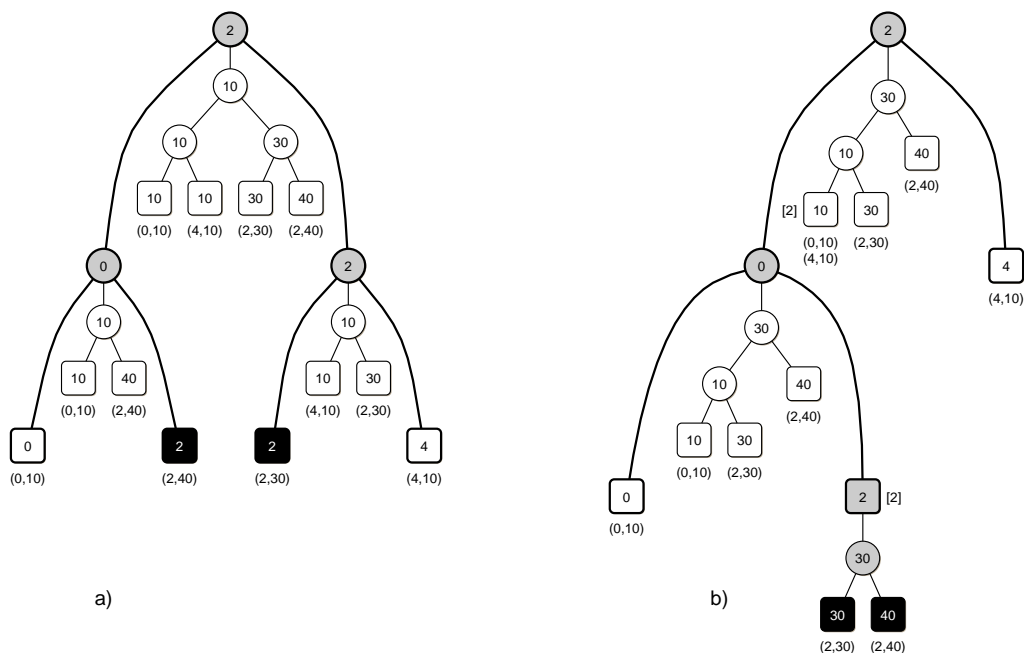 2
10
10 30
10 10 30 40
(0,10) (4,10) (2,30) (2,40)
0 2
10 10
10 40 10 30
(0,10) (2,40) (4,10) (2,30)
0 2 2 4
(0,10) (2,40) (2,30) (4,10)
a)
2
30
10 40
(2,40)
[2] 10 30
(0,10) (2,30)
(4,10)
0 4
(4,10)
30
10 40
(2,40)
10 30
(0,10) (2,30)
0 2 [2]
(0,10)
30
30 40
(2,30) (2,40)
b)